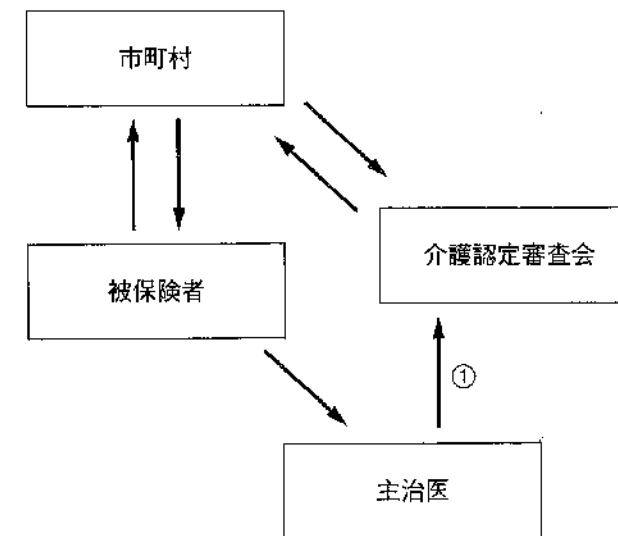 市町村
介護認定審査会
被保険者
①
主治医